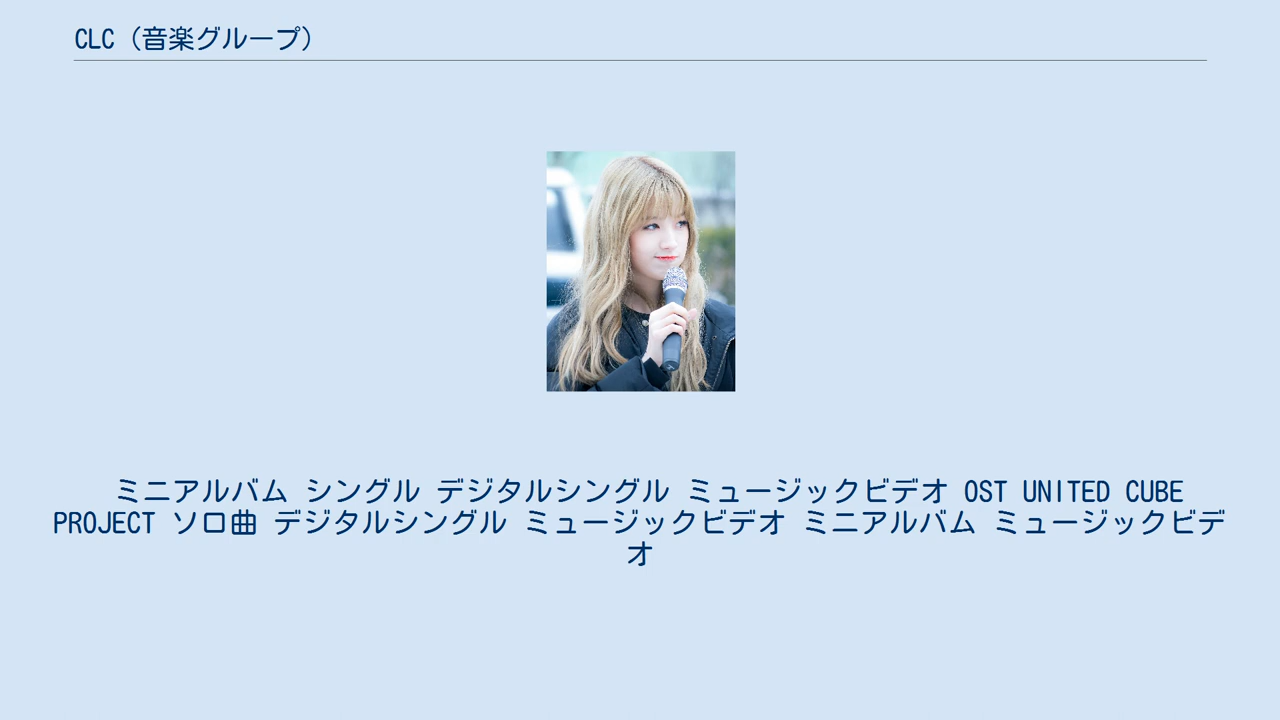 CLC（音楽グループ）
ミニアルバム シングル デジタルシングル ミュージックビデオ OST UNITED CUBE
PROJECT ソロ曲 デジタルシングル ミュージックビデオ ミニアルバム ミュージックビデ
オ